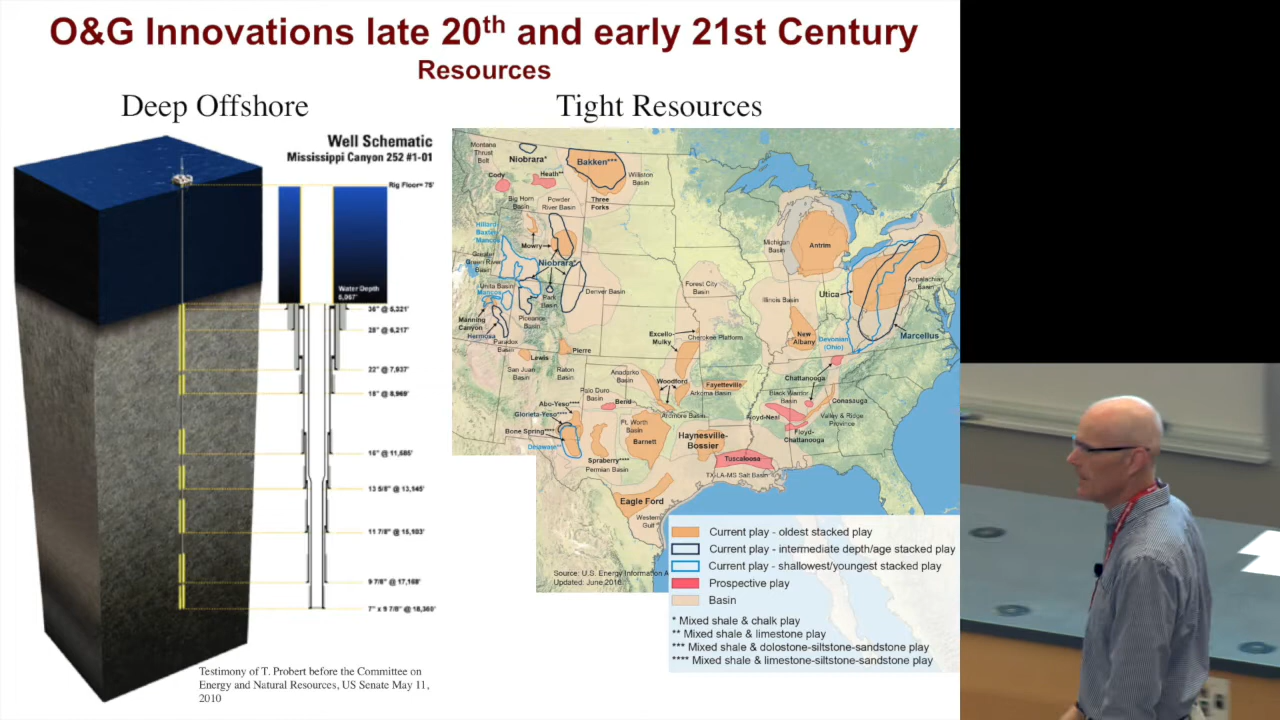 O&G Innovations late 20th and early 21st Century
Resources
Deep Offshore
Tight Resources
Well Schematic
Mississippi Canyon 252 #1-01
Rig Floor= 75'
Water Depth
36" @ 5,321'
28" @ 6,217'
22" @ 7,937'
18" @ 8,969'
16" @ 11,585'
13 5/8" @ 13,145'
11 7/8" @ 15,103'
9 7/8" @ 17,168'
7" x 9 7/8" @ 18,360'
Testimony of T. Probert before the Committee on
Energy and Natural Resources, US Senate May 11,
2010
Montana
Thrust
Belt
Niobrara*
Bakken***
Cody
Heath**
Williston
Basin
Big Horn
Basin
Powder
River Basin
Three
Forks
Hilliard-
Baxter-
Mancos
Mowry
Greater
Green River
Basin
Niobrara*
Michigan
Basin
Antrim
Appalachian
Basin
Uinta Basin
Mancos
Park
Basin
Denver Basin
Forest City
Basin
Illinois Basin
Utica
Manning
Canyon
Piceance
Basin
Hermosa
Paradox
Basin
Excello-
Mulky
Cherokee Platform
New
Albany
Devonian
(Ohio)
Marcellus
Lewis
Pierre
San Juan
Basin
Raton
Basin
Anadarko
Basin
Woodford
Fayetteville
Arkoma Basin
Chattanooga
Palo Duro
Basin
Bend
Black Warrior
Basin
Conasauga
Abo-Yeso****
Glorieta-Yeso****
Ardmore Basin
Floyd-Neal
Valley & Ridge
Province
Bone Spring****
Ft. Worth
Basin
Barnett
Haynesville-
Bossier
Floyd-
Chattanooga
Delaware*
Tuscaloosa
Spraberry****
Permian Basin
TX-LA-MS Salt Basin
Eagle Ford
Western
Gulf
Source: U.S. Energy Information A
Updated: June 2016.
Current play - oldest stacked play
Current play - intermediate depth/age stacked play
Current play - shallowest/youngest stacked play
Prospective play
Basin
* Mixed shale & chalk play
** Mixed shale & limestone play
*** Mixed shale & dolostone-siltstone-sandstone play
**** Mixed shale & limestone-siltstone-sandstone play